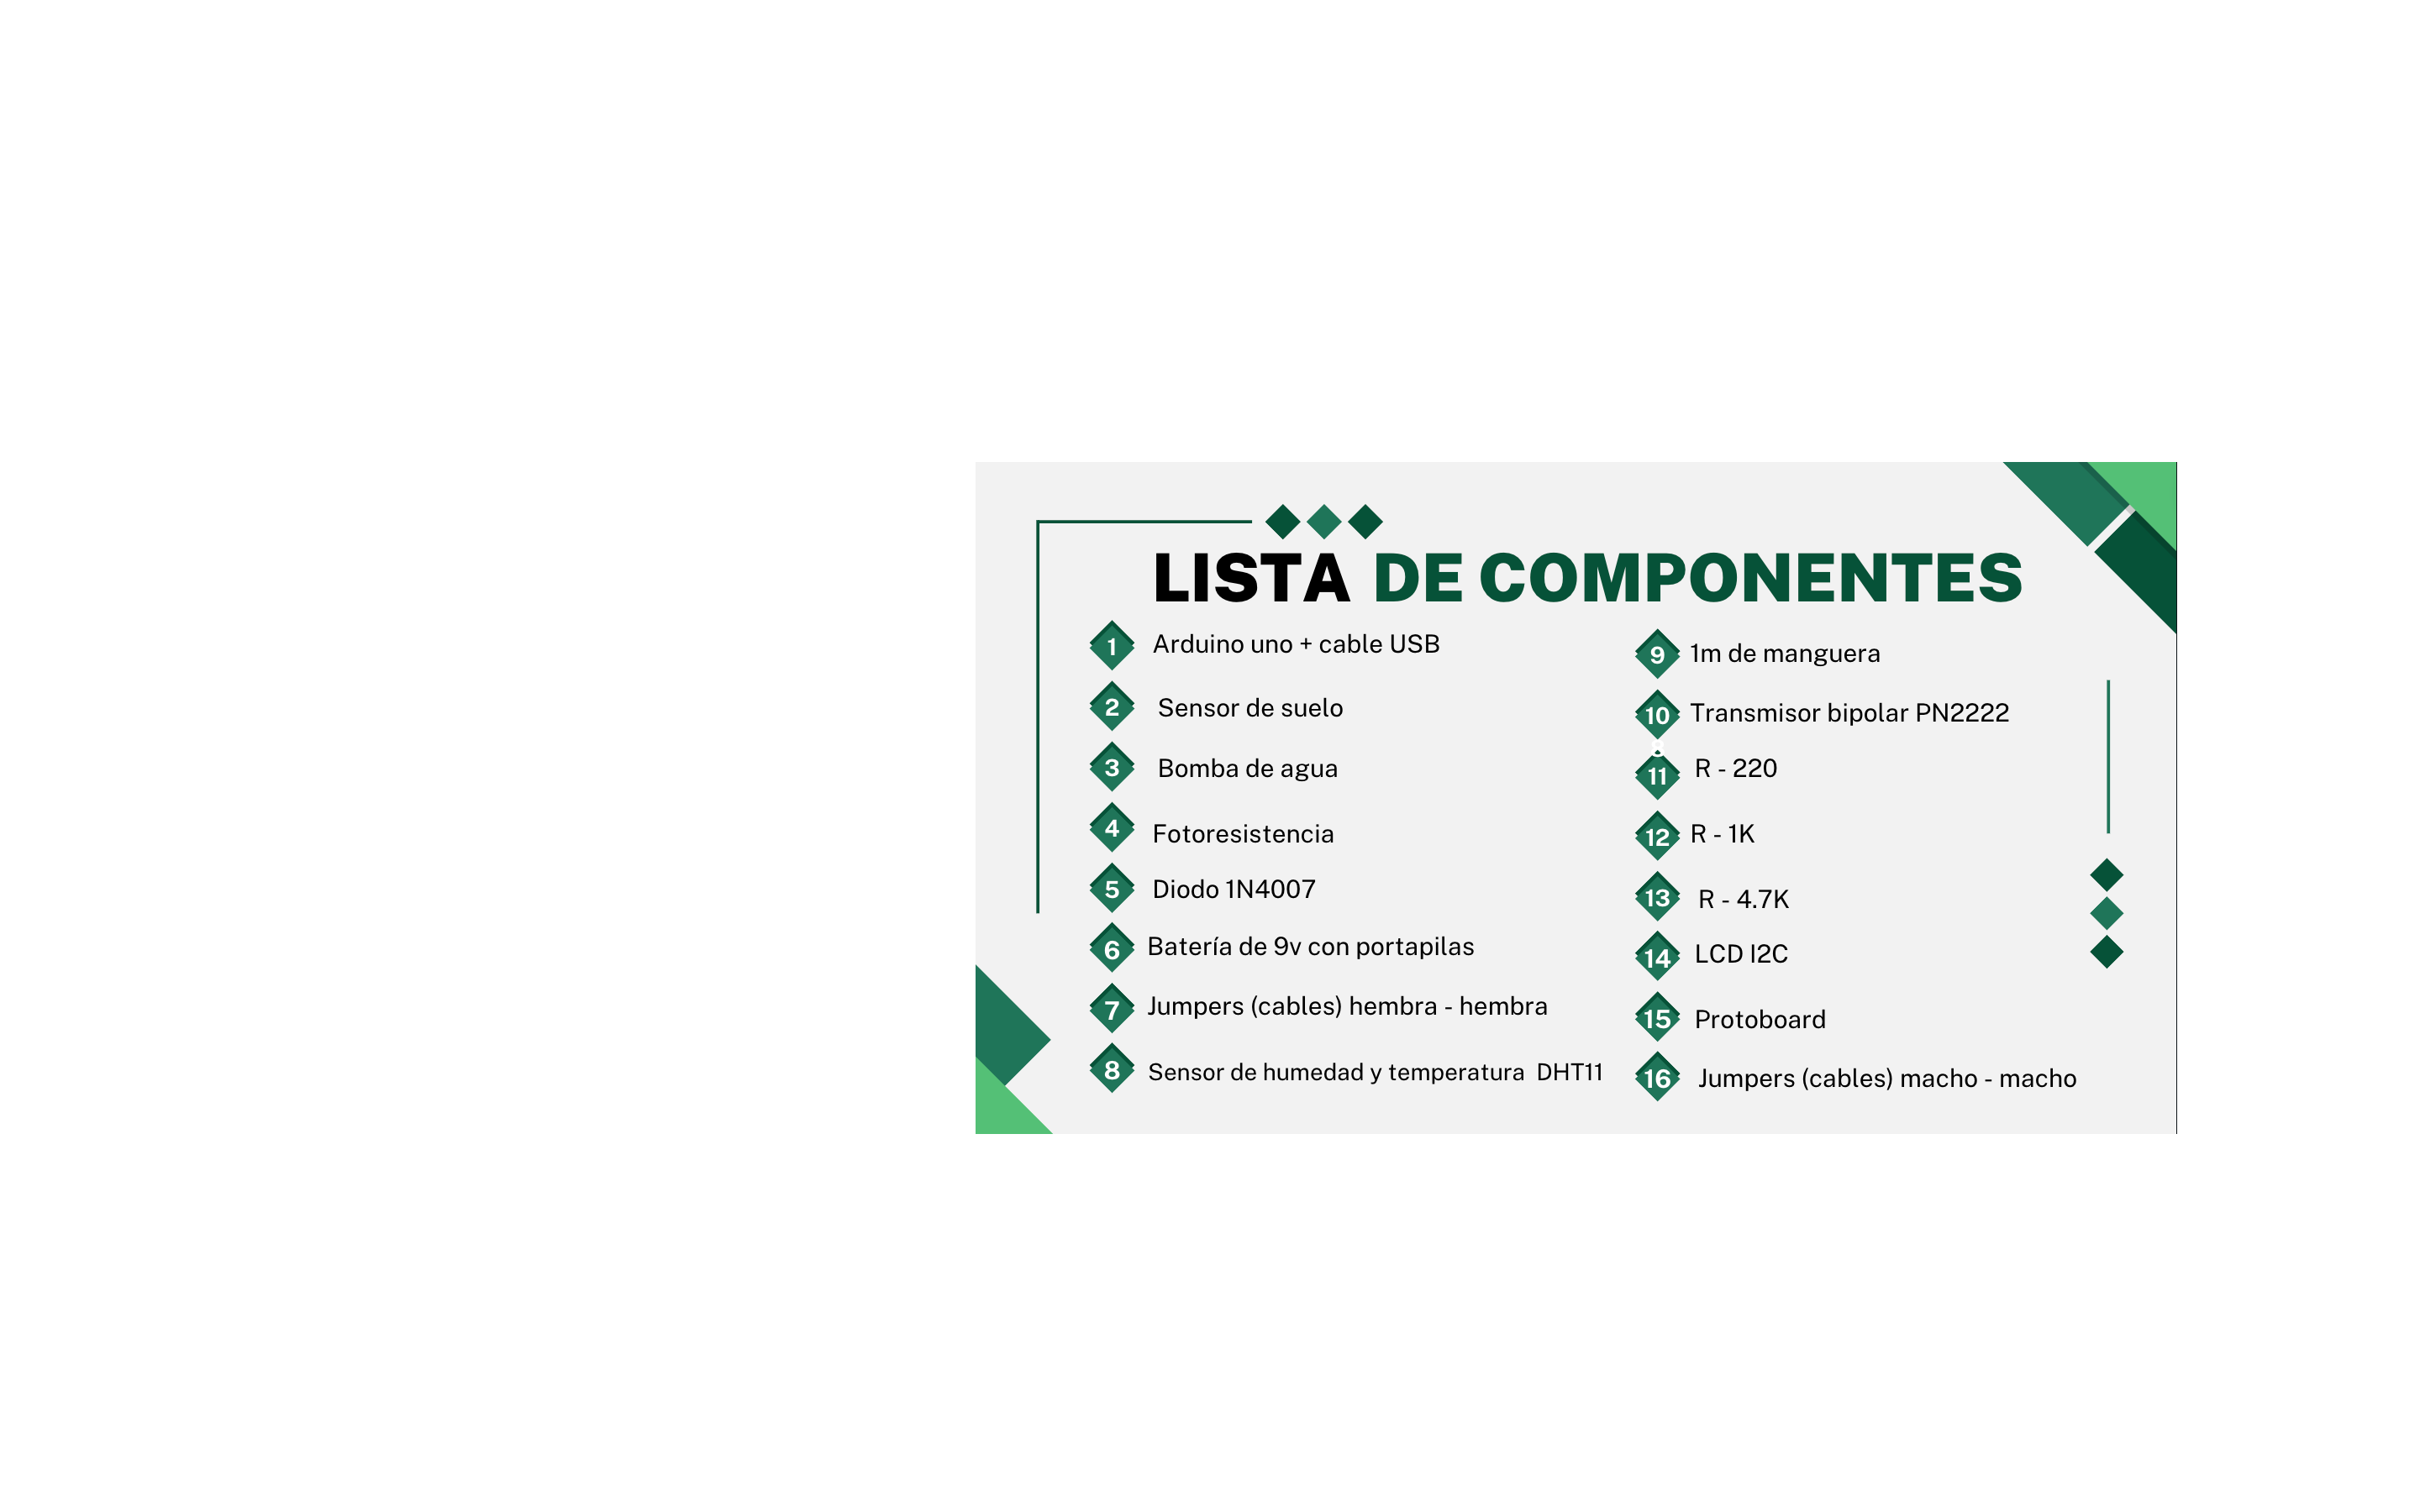 LISTA DE COMPONENTES
1 Arduino uno + cable USB
2 Sensor de suelo
3 Bomba de agua
4 Fotoresistencia
5 Diodo 1N4007
6 Batería de 9v con portapilas
7 Jumpers (cables) hembra - hembra
8 Sensor de humedad y temperatura DHT11
9 1m de manguera
10 Transmisor bipolar PN2222
8
11 R - 220
12 R - 1K
13 R - 4.7K
14 LCD I2C
15 Protoboard
16 Jumpers (cables) macho - macho